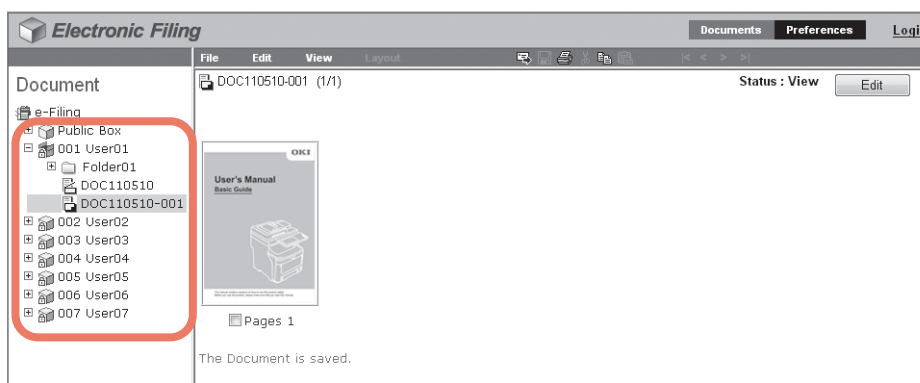 Electronic Filing
Documents Preferences Logi
File Edit View Layout
|< < > >|
Document
DOC110510-001 (1/1)
Status : View
Edit
e-Filing
Public Box
001 User01
Folder01
DOC110510
DOC110510-001
002 User02
003 User03
004 User04
005 User05
006 User06
007 User07
OKI
User's Manual
Basic Guide
Pages 1
The Document is saved.